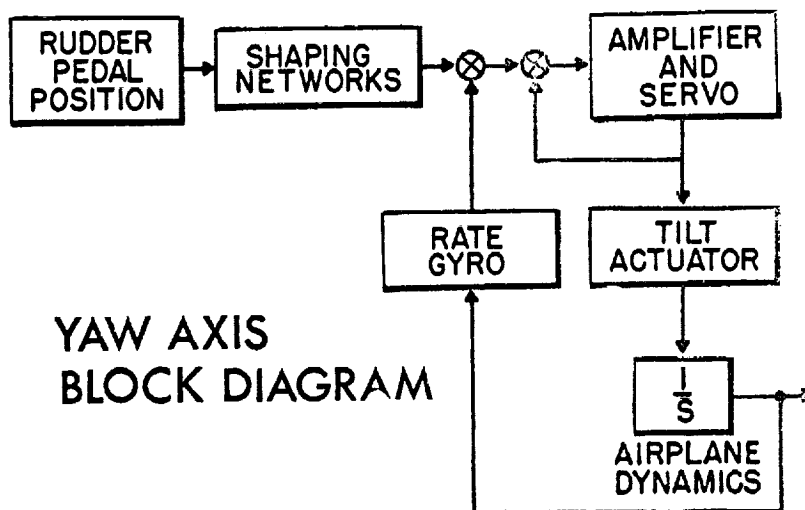 RUDDER
PEDAL
POSITION
SHAPING
NETWORKS
AMPLIFIER
AND
SERVO
RATE
GYRO
TILT
ACTUATOR
YAW AXIS
BLOCK DIAGRAM
1
S
AIRPLANE
DYNAMICS